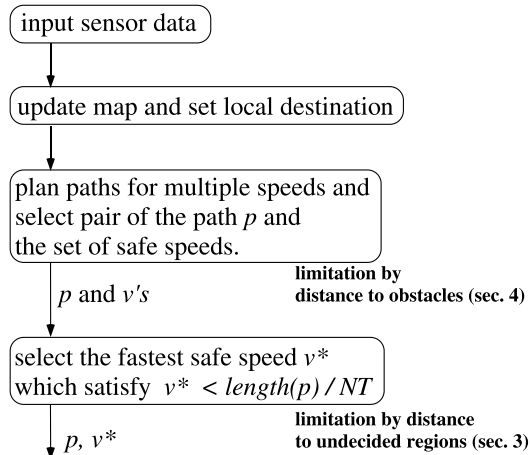 input sensor data
update map and set local destination
plan paths for multiple speeds and
select pair of the path p and
the set of safe speeds.
limitation by
distance to obstacles (sec. 4)
p and v's
select the fastest safe speed v*
which satisfy v* < length(p) / NT
limitation by distance
to undecided regions (sec. 3)
p, v*